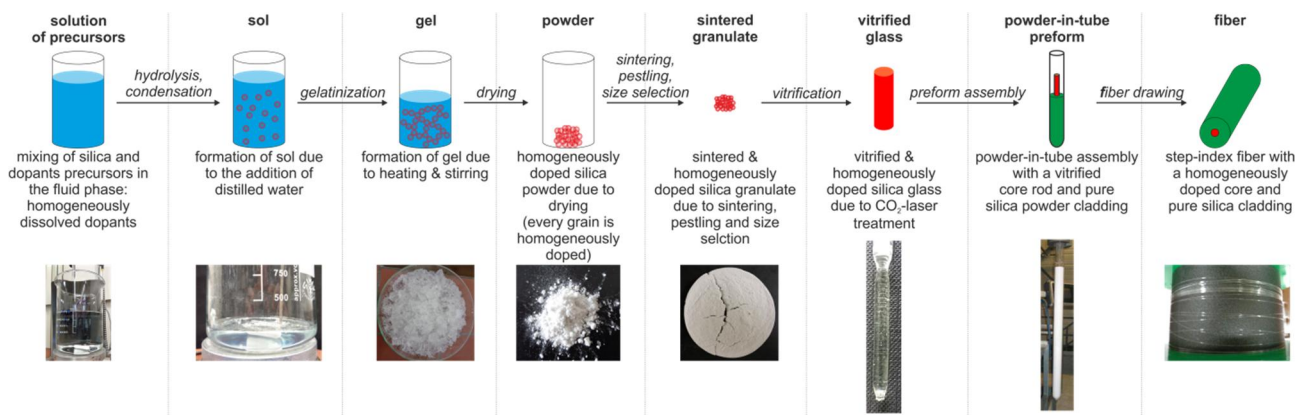 solution
of precursors
sol
gel
powder
sintered
granulate
vitrified
glass
powder-in-tube
preform
fiber
hydrolysis,
condensation
gelatinization
drying
sintering,
pestling,
size selection
vitrification
preform assembly
fiber drawing
mixing of silica and
dopants precursors in
the fluid phase:
homogeneously
dissolved dopants
formation of sol due
to the addition of
distilled water
formation of gel due
to heating & stirring
homogeneously
doped silica
powder due to
drying
(every grain is
homogeneously
doped)
sintered &
homogeneously
doped silica granulate
due to sintering,
pestling and size
selction
vitrified &
homogeneously
doped silica glass
due to CO₂-laser
treatment
powder-in-tube assembly
with a vitrified
core rod and pure
silica powder cladding
step-index fiber with
a homogeneously
doped core and
pure silica cladding
750
500